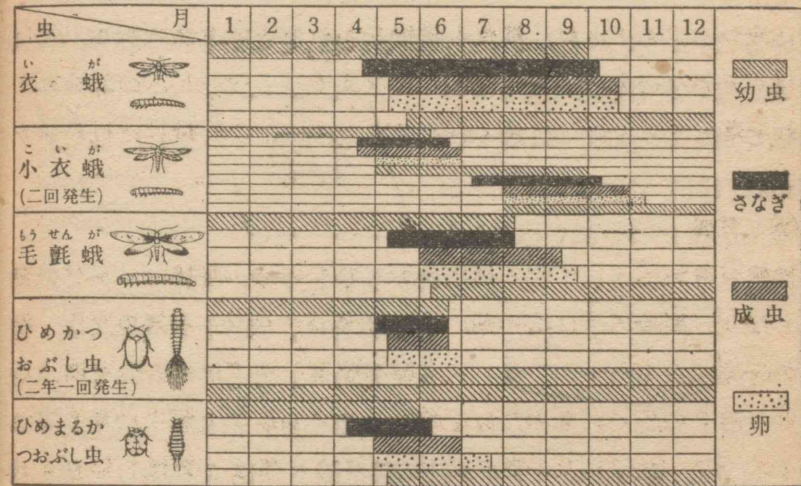 虫 月 1 2 3 4 5 6 7 8. 9 10 11 12
いが
衣蛾
こいが
小衣蛾
(二回発生)
もうせんが
毛氈蛾
ひめかつ
おぶし虫
(二年一回発生)
ひめまるか
つおぶし虫
幼虫
さなぎ
成虫
卵